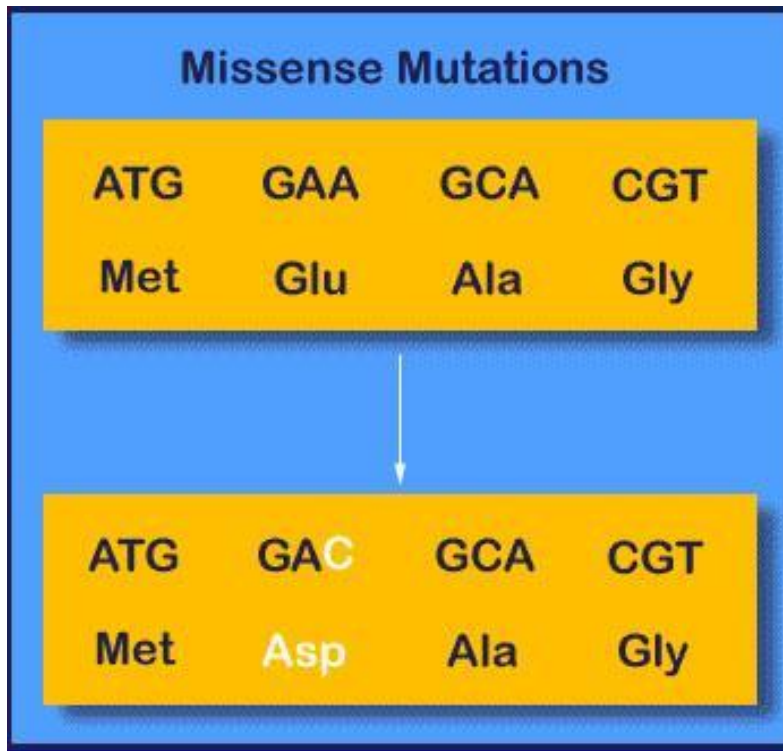 Missense Mutations
ATG GAA GCA CGT
Met Glu Ala Gly
ATG GAC GCA CGT
Met Asp Ala Gly